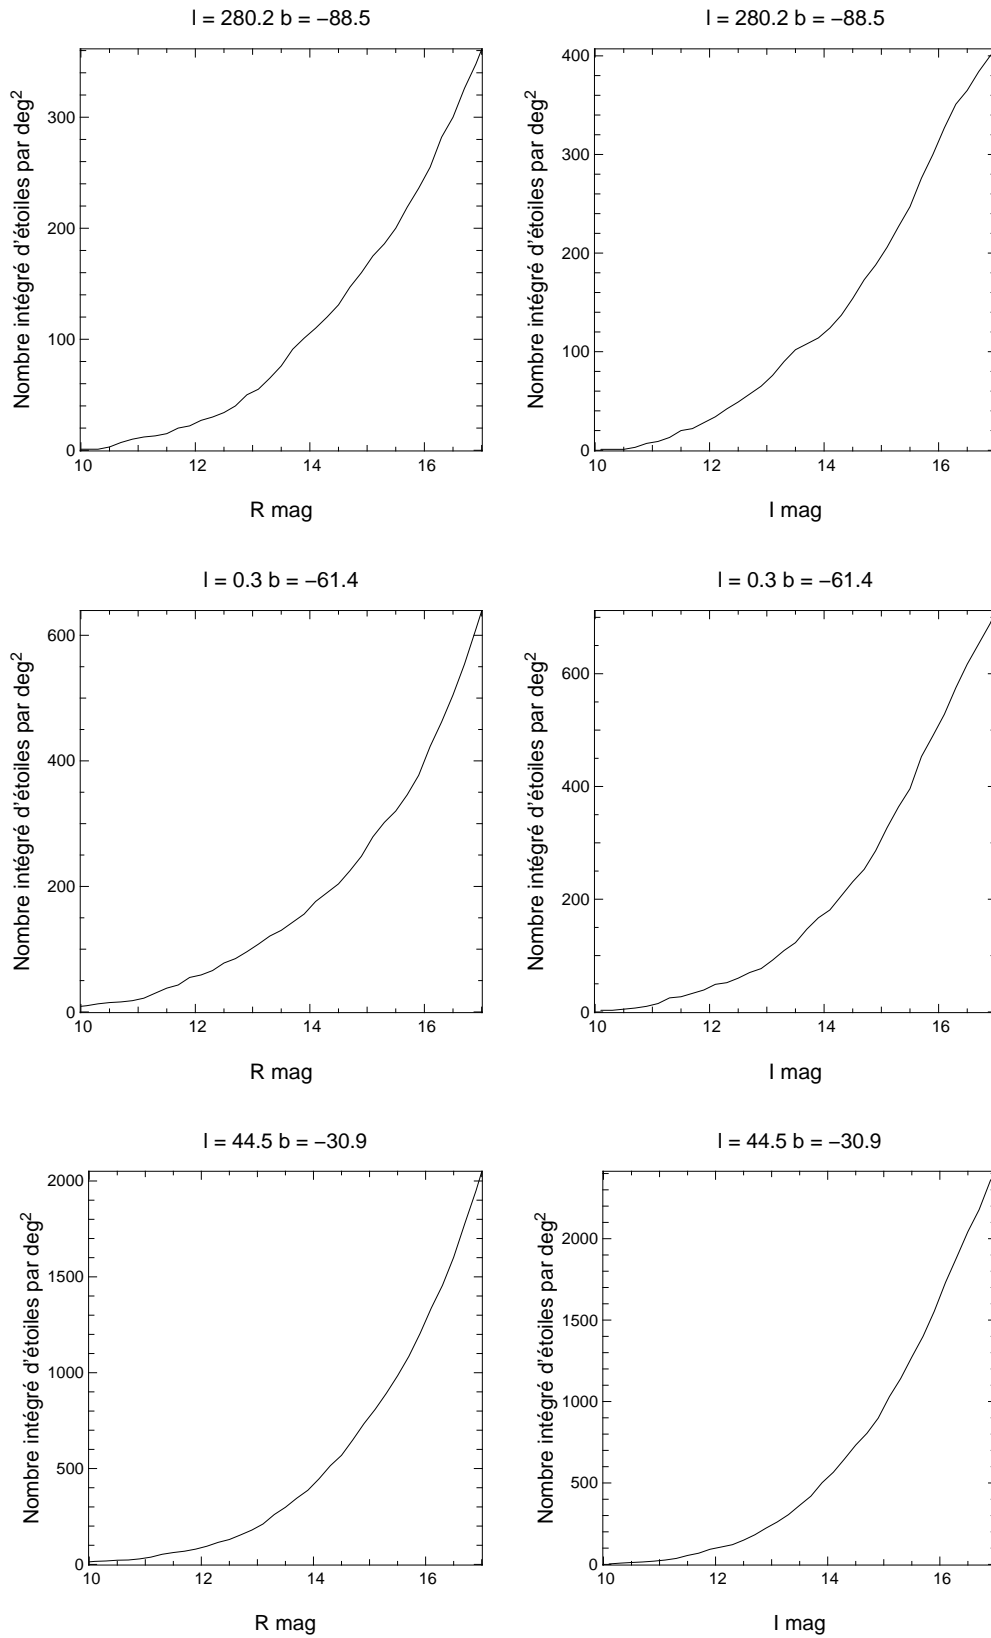 l = 280.2 b = −88.5
Nombre intégré d'étoiles par deg²
300
200
100
0
10 12 14 16
R mag
l = 280.2 b = −88.5
Nombre intégré d'étoiles par deg²
400
300
200
100
0
10 12 14 16
I mag
l = 0.3 b = −61.4
Nombre intégré d'étoiles par deg²
600
400
200
0
10 12 14 16
R mag
l = 0.3 b = −61.4
Nombre intégré d'étoiles par deg²
600
400
200
0
10 12 14 16
I mag
l = 44.5 b = −30.9
Nombre intégré d'étoiles par deg²
2000
1500
1000
500
0
10 12 14 16
R mag
l = 44.5 b = −30.9
Nombre intégré d'étoiles par deg²
2000
1500
1000
500
0
10 12 14 16
I mag